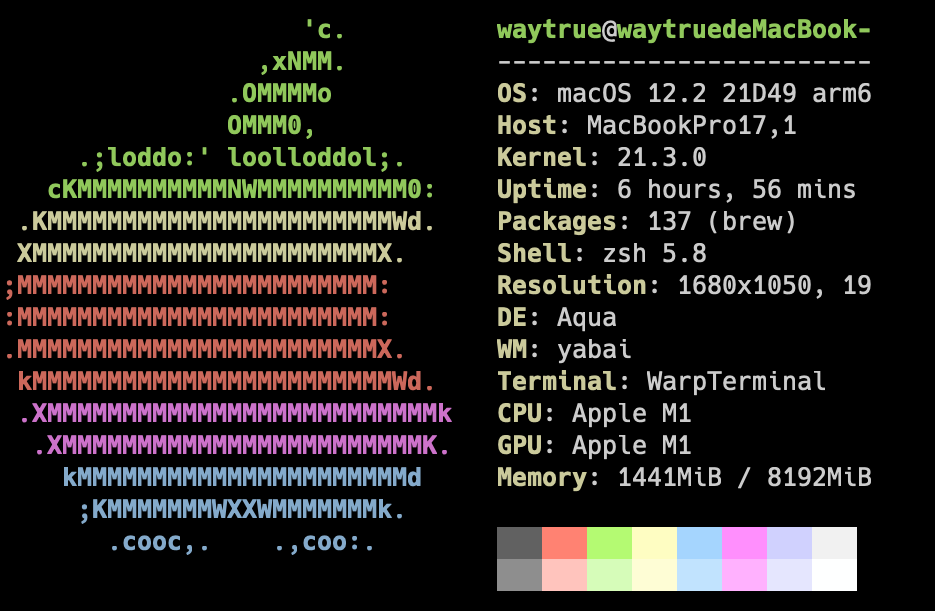 'c.
                 ,xNMM.
               .OMMMMo
               OMMM0,
     .;loddo:' loolloddol;.
   cKMMMMMMMMMMNWMMMMMMMMMM0:
 .KMMMMMMMMMMMMMMMMMMMMMMMWd.
 XMMMMMMMMMMMMMMMMMMMMMMMX.
;MMMMMMMMMMMMMMMMMMMMMMMM:
:MMMMMMMMMMMMMMMMMMMMMMMM:
.MMMMMMMMMMMMMMMMMMMMMMMMX.
 kMMMMMMMMMMMMMMMMMMMMMMMMWd.
 .XMMMMMMMMMMMMMMMMMMMMMMMMMMk
  .XMMMMMMMMMMMMMMMMMMMMMMMMK.
    kMMMMMMMMMMMMMMMMMMMMMMd
     ;KMMMMMMMWXXWMMMMMMMk.
       .cooc,.    .,coo:.
waytrue@waytruedeMacBook-
-------------------------
OS: macOS 12.2 21D49 arm6
Host: MacBookPro17,1
Kernel: 21.3.0
Uptime: 6 hours, 56 mins
Packages: 137 (brew)
Shell: zsh 5.8
Resolution: 1680x1050, 19
DE: Aqua
WM: yabai
Terminal: WarpTerminal
CPU: Apple M1
GPU: Apple M1
Memory: 1441MiB / 8192MiB